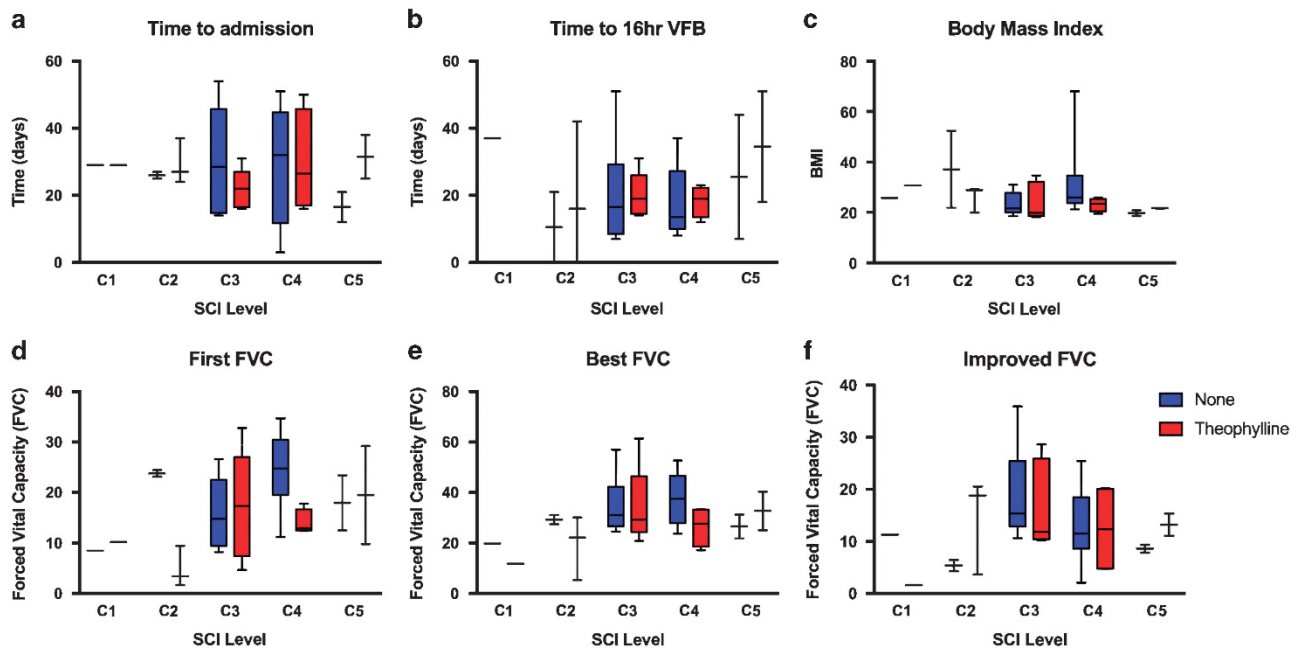 a Time to admission
Time (days)
60
40
20
0
C1 C2 C3 C4 C5
SCI Level
b Time to 16hr VFB
Time (days)
60
40
20
0
C1 C2 C3 C4 C5
SCI Level
c Body Mass Index
BMI
80
60
40
20
0
C1 C2 C3 C4 C5
SCI Level
d First FVC
Forced Vital Capacity (FVC)
40
30
20
10
0
C1 C2 C3 C4 C5
SCI Level
e Best FVC
Forced Vital Capacity (FVC)
80
60
40
20
0
C1 C2 C3 C4 C5
SCI Level
f Improved FVC
Forced Vital Capacity (FVC)
40
30
20
10
0
C1 C2 C3 C4 C5
SCI Level
None
Theophylline